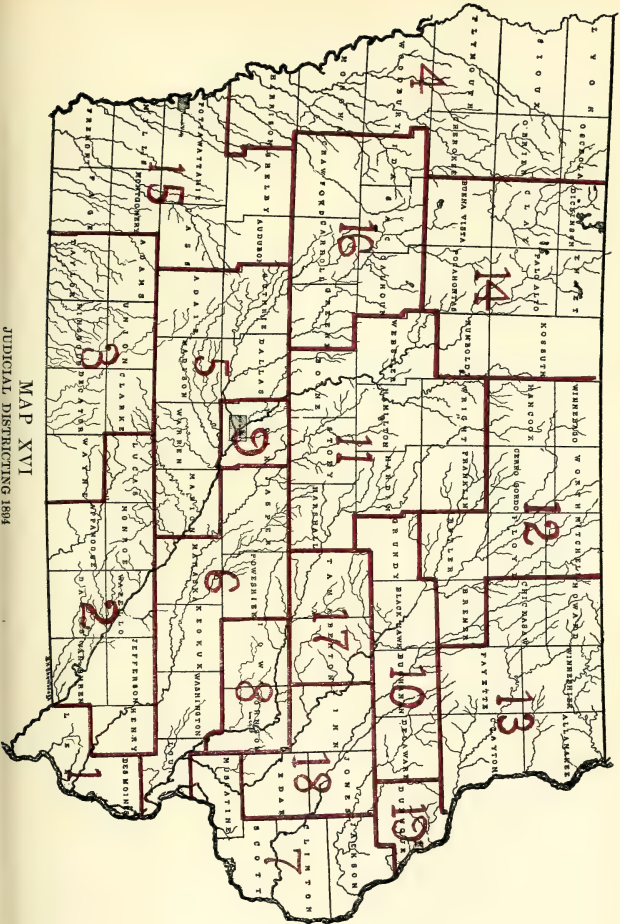 LYON
OSCEOLA
DICKINSON
EMMET
KOSSUTH
WINNEBAGO
WORTH
MITCHELL
HOWARD
WINNESHIEK
ALLAMAKEE
SIOUX
OBRIEN
CLAY
PALO ALTO
HANCOCK
CERRO GORDO
FLOYD
CHICKASAW
12
13
14
PLYMOUTH
CHEROKEE
BUENA VISTA
POCAHONTAS
HUMBOLDT
WRIGHT
FRANKLIN
BUTLER
BREMER
FAYETTE
CLAYTON
4
WOODBURY
IDA
SAC
CALHOUN
WEBSTER
HAMILTON
HARDIN
GRUNDY
BLACK HAWK
BUCHANAN
DELAWARE
DUBUQUE
16
11
10
19
MONONA
CRAWFORD
CARROLL
GREENE
BOONE
STORY
MARSHALL
TAMA
BENTON
LINN
JONES
JACKSON
17
18
HARRISON
SHELBY
AUDUBON
GUTHRIE
DALLAS
POLK
JASPER
POWESHIEK
IOWA
JOHNSON
CEDAR
CLINTON
SCOTT
5
9
6
8
7
POTTAWATTAMIE
CASS
ADAIR
MADISON
WARREN
MARION
MAHASKA
KEOKUK
WASHINGTON
LOUISA
MUSCATINE
15
MILLS
MONTGOMERY
ADAMS
UNION
CLARKE
LUCAS
MONROE
WAPELLO
JEFFERSON
HENRY
DES MOINES
3
2
1
FREMONT
PAGE
TAYLOR
RINGGOLD
DECATUR
WAYNE
APPANOOSE
DAVIS
VAN BUREN
LEE
MAP XVI
JUDICIAL DISTRICTING 1894